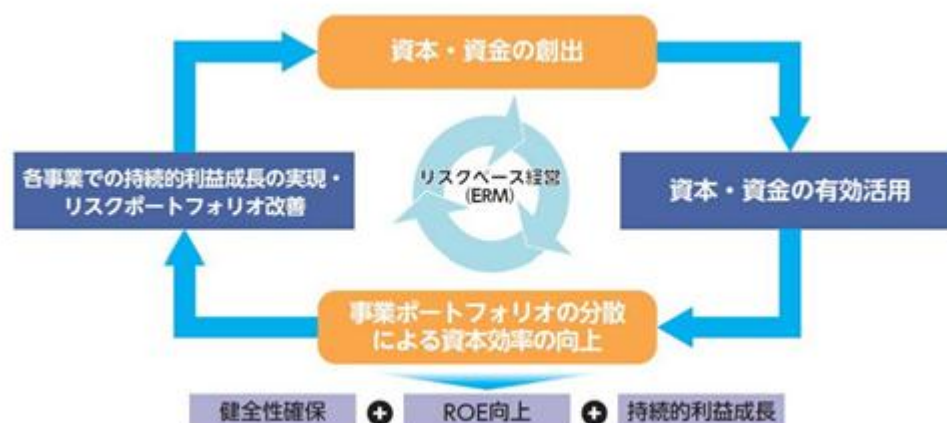 資本・資金の創出
各事業での持続的利益成長の実現・
リスクポートフォリオ改善
リスクベース経営
(ERM)
資本・資金の有効活用
事業ポートフォリオの分散
による資本効率の向上
健全性確保 + ROE向上 + 持続的利益成長